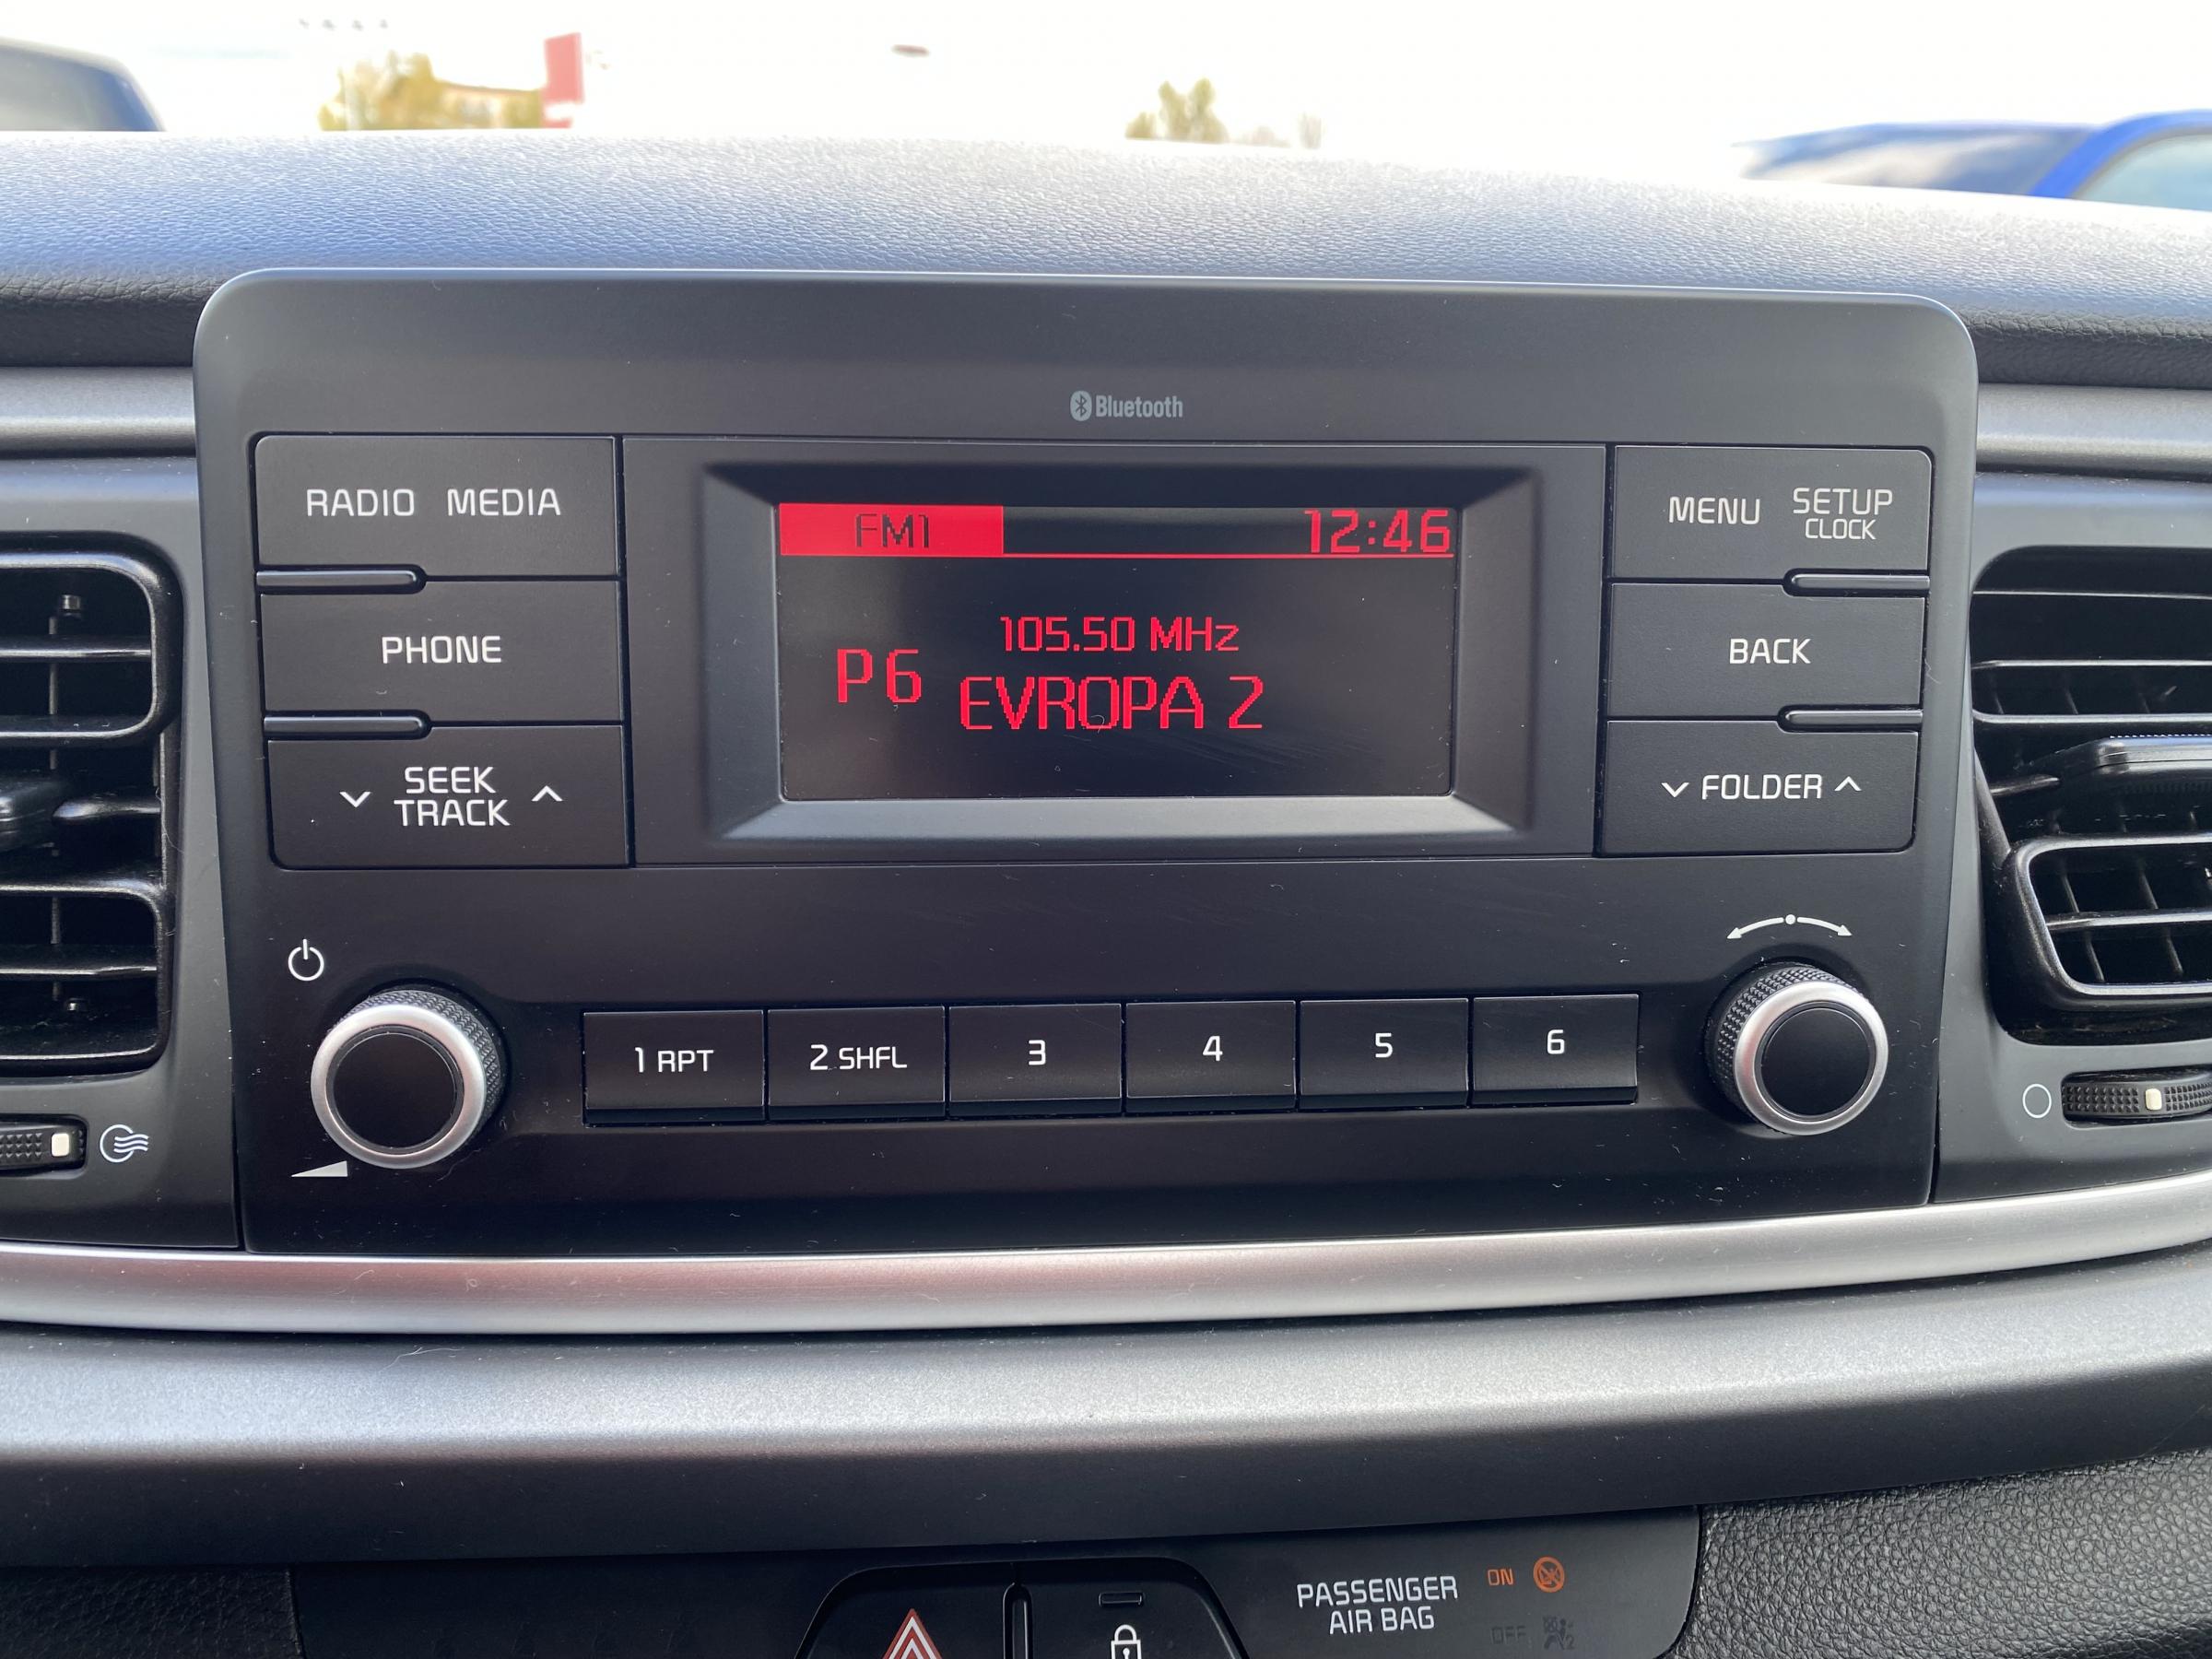 Bluetooth
RADIO MEDIA
FM1 12:46
MENU SETUP
CLOCK
PHONE
105.50 MHz
P6 EVROPA 2
BACK
SEEK
TRACK
FOLDER
1 RPT 2 SHFL 3 4 5 6
PASSENGER
AIR BAG
ON
OFF
2